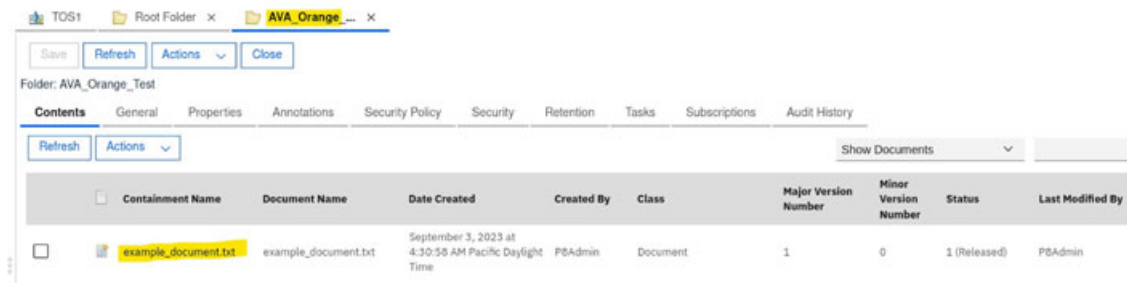 TOS1 Root Folder × AVA_Orange_... ×
Save Refresh Actions Close
Folder: AVA_Orange_Test
Contents General Properties Annotations Security Policy Security Retention Tasks Subscriptions Audit History
Refresh Actions Show Documents
Containment Name Document Name Date Created Created By Class Major Version Number Minor Version Number Status Last Modified By
example_document.txt example_document.txt September 3, 2023 at 4:30:58 AM Pacific Daylight Time P8Admin Document 1 0 1 (Released) P8Admin